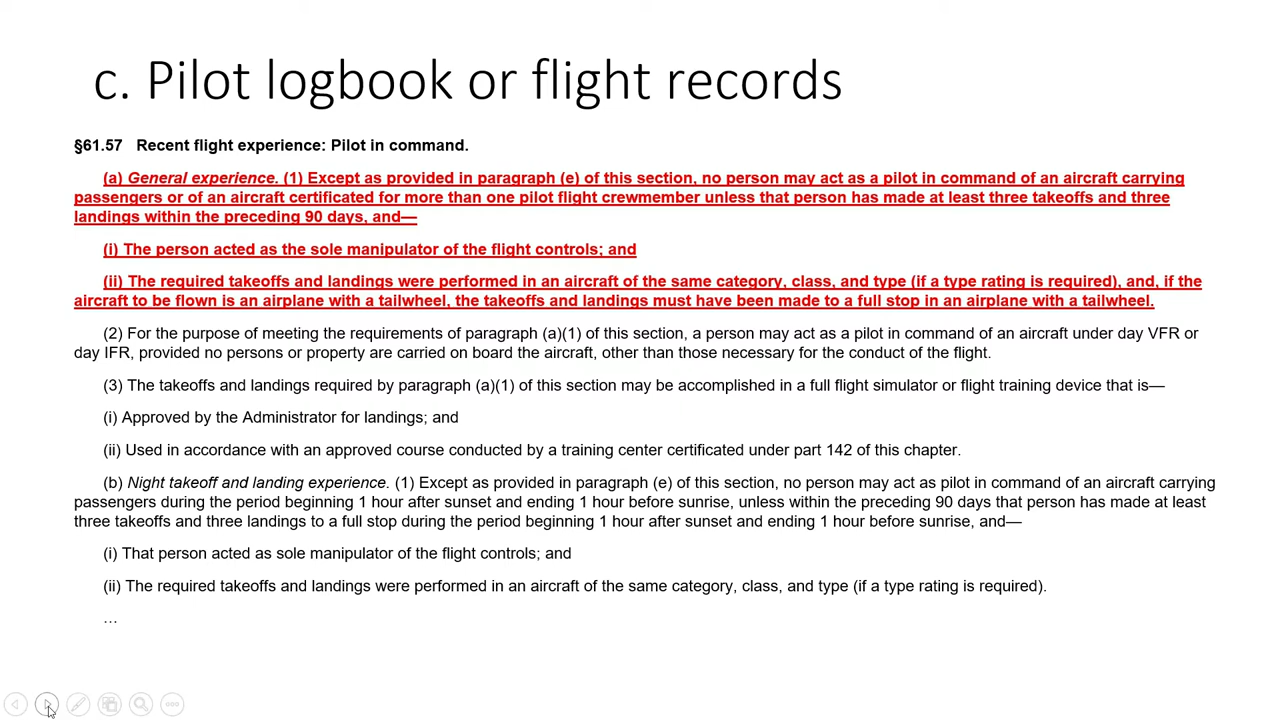 c. Pilot logbook or flight records
§61.57 Recent flight experience: Pilot in command.
(a) General experience. (1) Except as provided in paragraph (e) of this section, no person may act as a pilot in command of an aircraft carrying
passengers or of an aircraft certificated for more than one pilot flight crewmember unless that person has made at least three takeoffs and three
landings within the preceding 90 days, and—
(i) The person acted as the sole manipulator of the flight controls; and
(ii) The required takeoffs and landings were performed in an aircraft of the same category, class, and type (if a type rating is required), and, if the
aircraft to be flown is an airplane with a tailwheel, the takeoffs and landings must have been made to a full stop in an airplane with a tailwheel.
(2) For the purpose of meeting the requirements of paragraph (a)(1) of this section, a person may act as a pilot in command of an aircraft under day VFR or
day IFR, provided no persons or property are carried on board the aircraft, other than those necessary for the conduct of the flight.
(3) The takeoffs and landings required by paragraph (a)(1) of this section may be accomplished in a full flight simulator or flight training device that is—
(i) Approved by the Administrator for landings; and
(ii) Used in accordance with an approved course conducted by a training center certificated under part 142 of this chapter.
(b) Night takeoff and landing experience. (1) Except as provided in paragraph (e) of this section, no person may act as pilot in command of an aircraft carrying
passengers during the period beginning 1 hour after sunset and ending 1 hour before sunrise, unless within the preceding 90 days that person has made at least
three takeoffs and three landings to a full stop during the period beginning 1 hour after sunset and ending 1 hour before sunrise, and—
(i) That person acted as sole manipulator of the flight controls; and
(ii) The required takeoffs and landings were performed in an aircraft of the same category, class, and type (if a type rating is required).
…